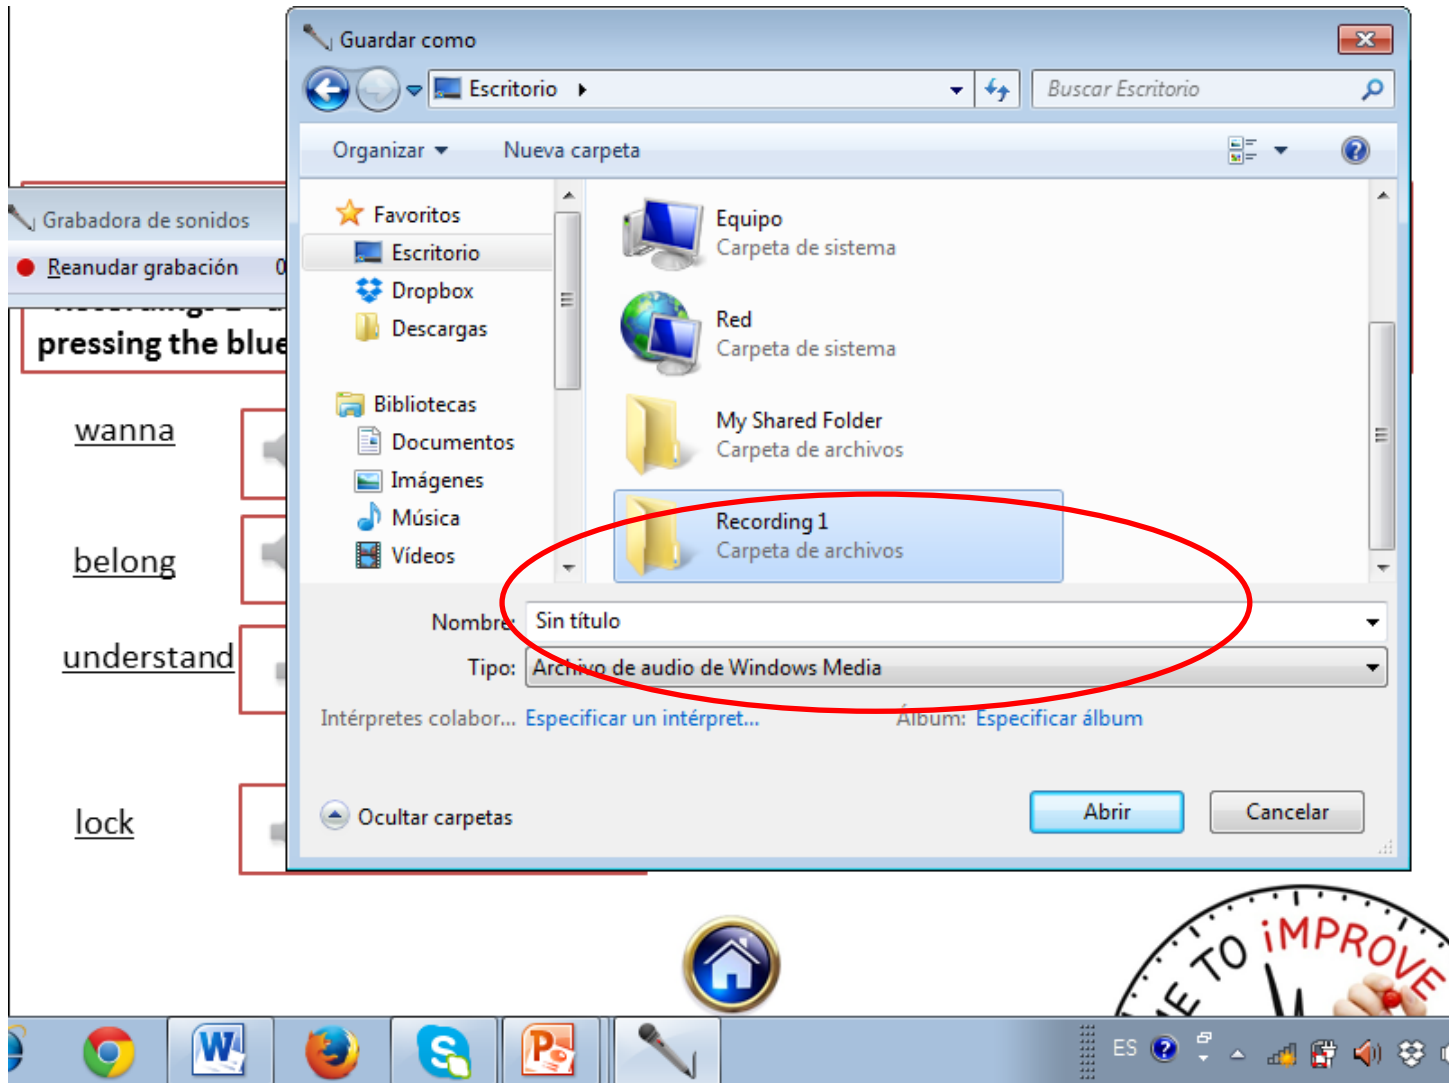 Guardar como
Escritorio
Buscar Escritorio
Organizar
Nueva carpeta
Favoritos
Escritorio
Dropbox
Descargas
Bibliotecas
Documentos
Imágenes
Música
Vídeos
Equipo
Carpeta de sistema
Red
Carpeta de sistema
My Shared Folder
Carpeta de archivos
Recording 1
Carpeta de archivos
Nombre: Sin título
Tipo: Archivo de audio de Windows Media
Intérpretes colabor... Especificar un intérpret... Álbum: Especificar álbum
Ocultar carpetas
Abrir
Cancelar
Grabadora de sonidos
Reanudar grabación 0
pressing the blue
wanna
belong
understand
lock
TO iMPROVE
ES